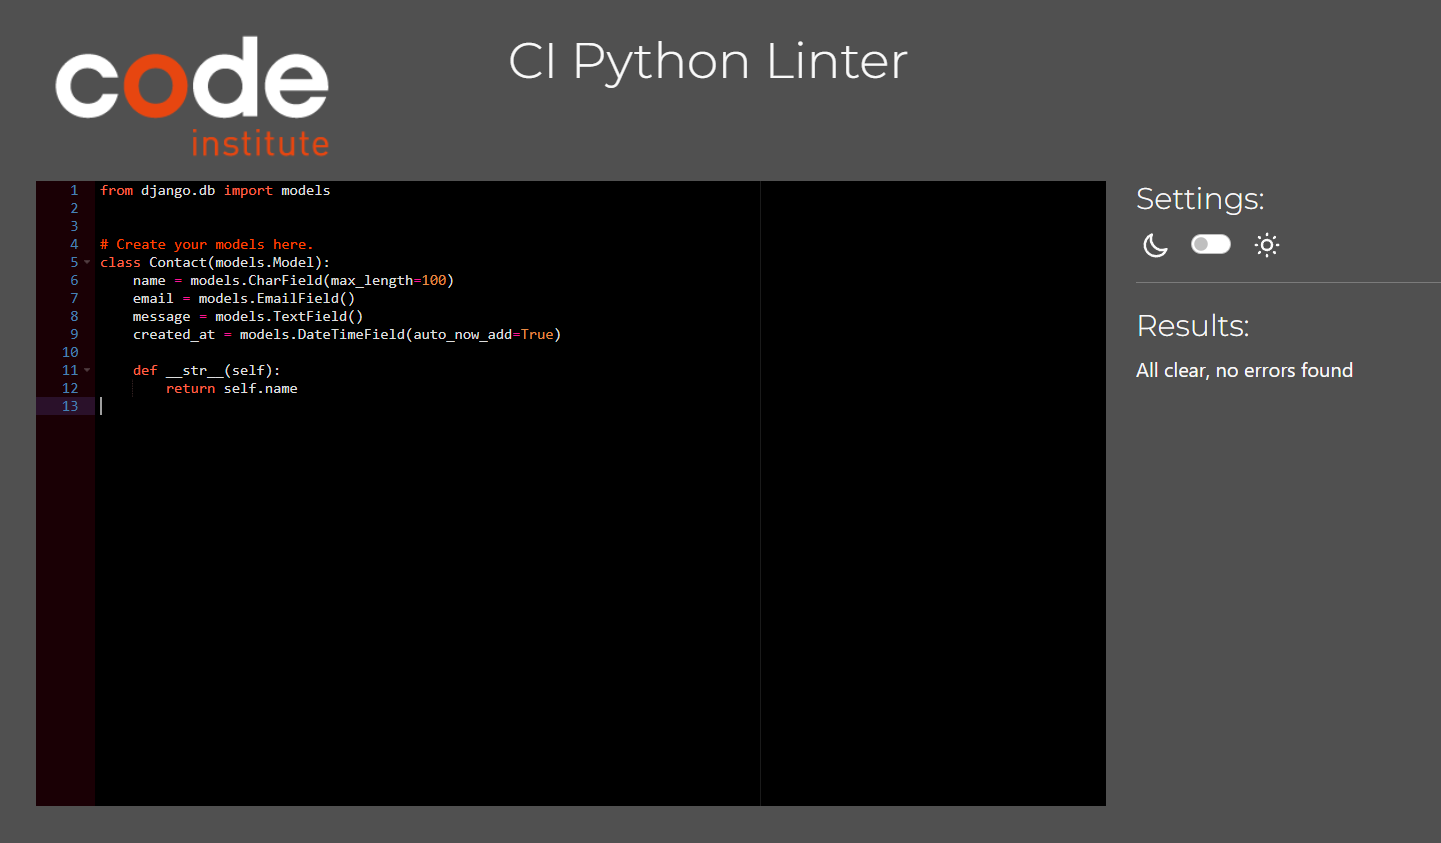 code
institute
CI Python Linter
1 from django.db import models
2
3
4 # Create your models here.
5 class Contact(models.Model):
6     name = models.CharField(max_length=100)
7     email = models.EmailField()
8     message = models.TextField()
9     created_at = models.DateTimeField(auto_now_add=True)
10
11     def __str__(self):
12         return self.name
13
Settings:
Results:
All clear, no errors found